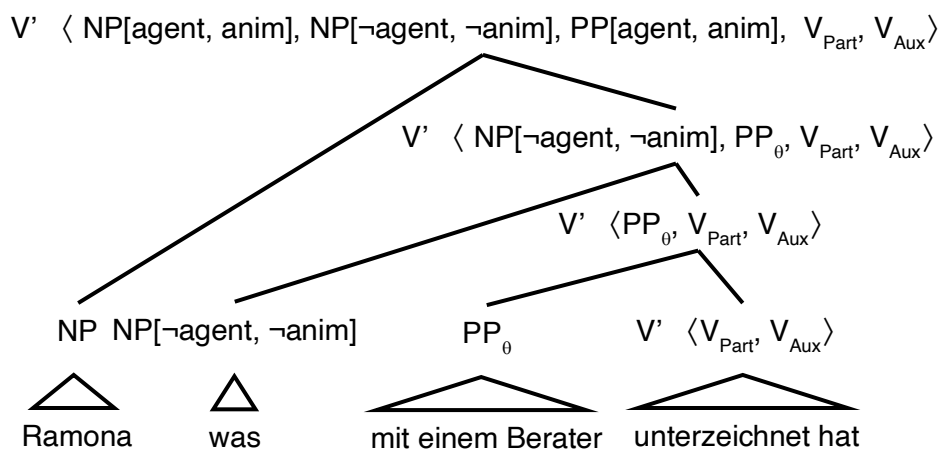 V’ 〈 NP[agent, anim], NP[¬agent, ¬anim], PP[agent, anim], V_Part, V_Aux〉
V’ 〈 NP[¬agent, ¬anim], PP_θ, V_Part, V_Aux〉
V’ 〈PP_θ, V_Part, V_Aux〉
NP NP[¬agent, ¬anim] PP_θ V’ 〈V_Part, V_Aux〉
Ramona was mit einem Berater unterzeichnet hat